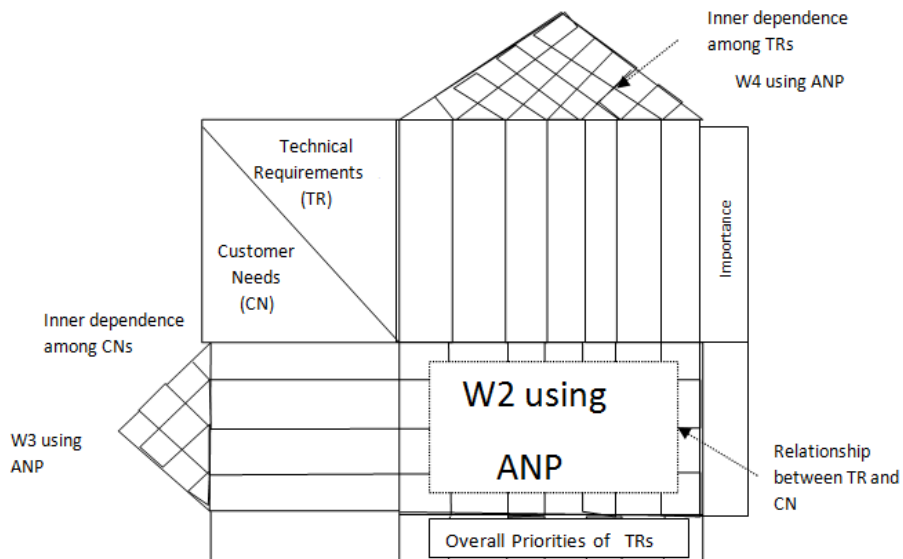 Inner dependence
among TRs
W4 using ANP
Technical
Requirements
(TR)
Customer
Needs
(CN)
Importance
Inner dependence
among CNs
W3 using
ANP
W2 using
ANP
Relationship
between TR and
CN
Overall Priorities of TRs